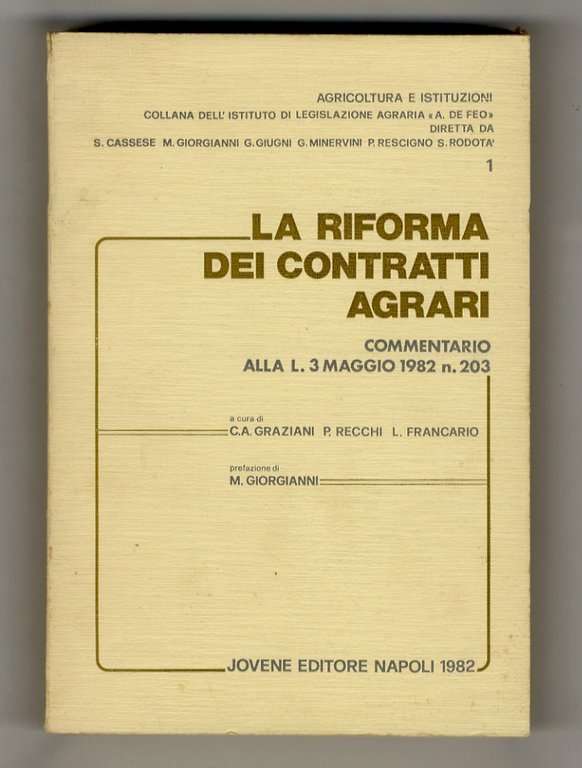 AGRICOLTURA E ISTITUZIONI
COLLANA DELL'ISTITUTO DI LEGISLAZIONE AGRARIA «A. DE FEO»
DIRETTA DA
S. CASSESE M. GIORGIANNI G. GIUGNI G. MINERVINI P. RESCIGNO S. RODOTA'
1
LA RIFORMA
DEI CONTRATTI
AGRARI
COMMENTARIO
ALLA L. 3 MAGGIO 1982 n. 203
a cura di
C.A. GRAZIANI P. RECCHI L. FRANCARIO
prefazione di
M. GIORGIANNI
JOVENE EDITORE NAPOLI 1982